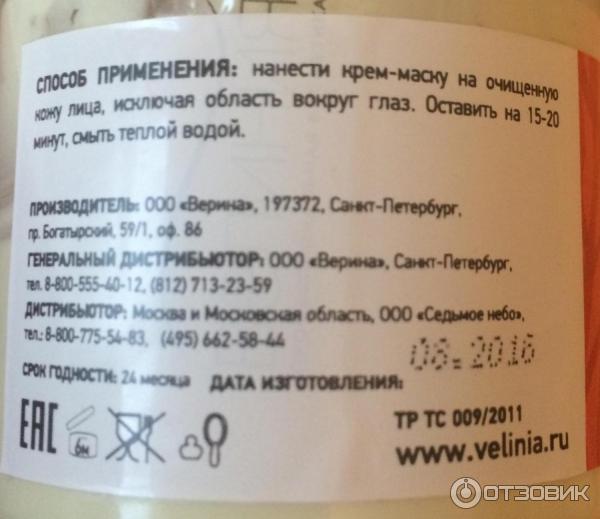 СПОСОБ ПРИМЕНЕНИЯ: нанести крем-маску на очищенную
кожу лица, исключая область вокруг глаз. Оставить на 15-20
минут, смыть теплой водой.
ПРОИЗВОДИТЕЛЬ: ООО «Верина», 197372, Санкт-Петербург,
пр. Богатырский, 59/1, оф. 86
ГЕНЕРАЛЬНЫЙ ДИСТРИБЬЮТОР: ООО «Верина», Санкт-Петербург,
тел. 8-800-555-40-12, (812) 713-23-59
ДИСТРИБЬЮТОР: Москва и Московская область, ООО «Седьмое небо»,
тел.: 8-800-775-54-83, (495) 662-58-44
08.2016
СРОК ГОДНОСТИ: 24 месяца ДАТА ИЗГОТОВЛЕНИЯ:
EAC 6м
ТР ТС 009/2011
www.velinia.ru
ОТЗОВИК